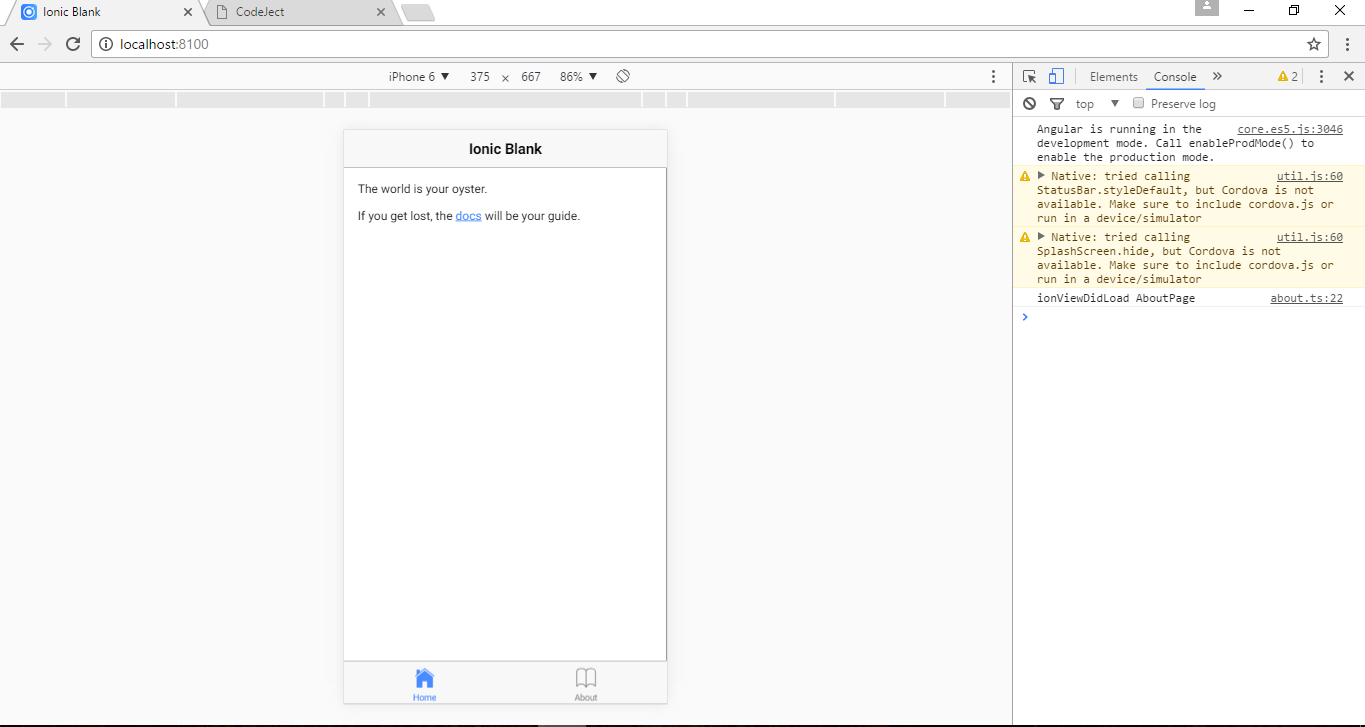 Ionic Blank
CodeJect
localhost:8100
iPhone 6 ▼ 375 x 667 86% ▼
Elements Console » 2
top ▼ Preserve log
Angular is running in the core.es5.js:3046
development mode. Call enableProdMode() to
enable the production mode.
▶ Native: tried calling util.js:60
StatusBar.styleDefault, but Cordova is not
available. Make sure to include cordova.js or
run in a device/simulator
▶ Native: tried calling util.js:60
SplashScreen.hide, but Cordova is not
available. Make sure to include cordova.js or
run in a device/simulator
ionViewDidLoad AboutPage about.ts:22
Ionic Blank
The world is your oyster.
If you get lost, the docs will be your guide.
Home
About